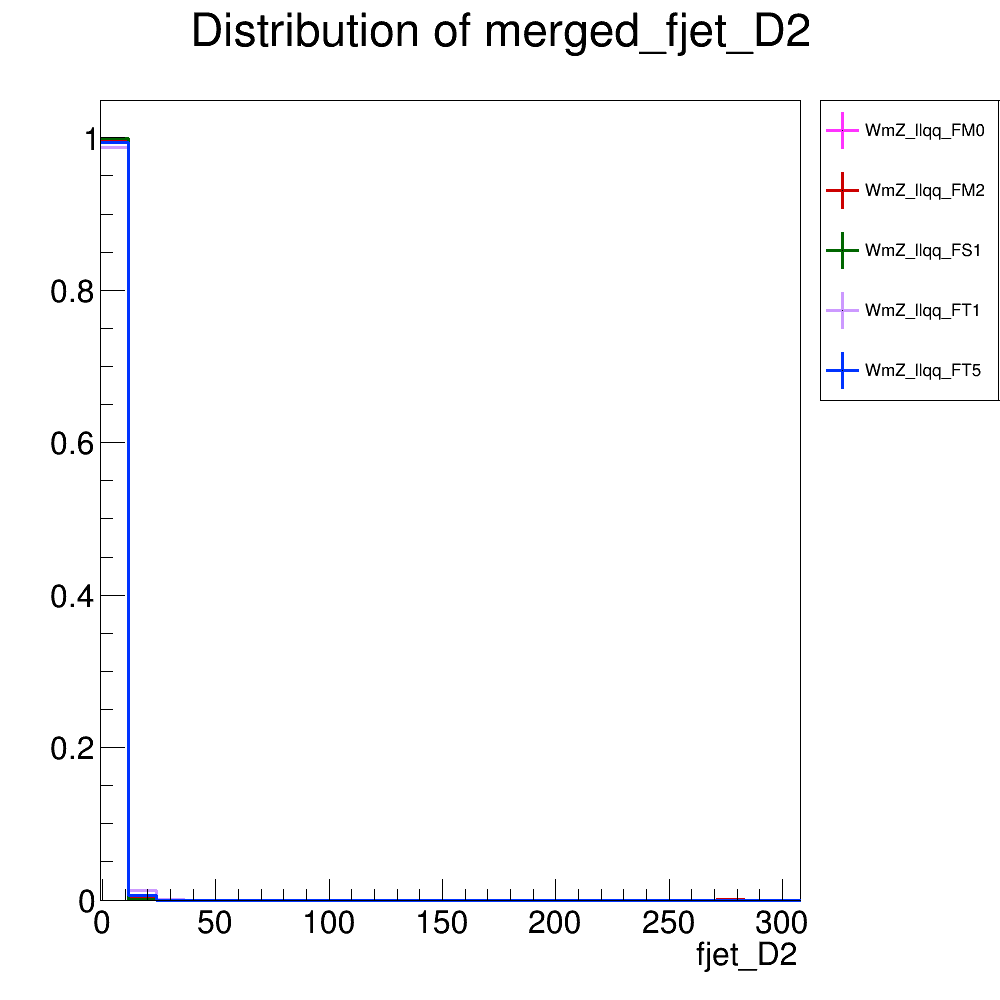 Distribution of merged_fjet_D2
1
0.8
0.6
0.4
0.2
0
0 50 100 150 200 250 300
fjet_D2
WmZ_llqq_FM0
WmZ_llqq_FM2
WmZ_llqq_FS1
WmZ_llqq_FT1
WmZ_llqq_FT5